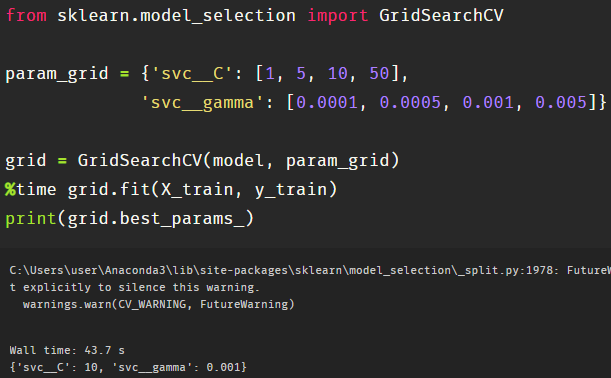 from sklearn.model_selection import GridSearchCV
param_grid = {'svc__C': [1, 5, 10, 50],
'svc__gamma': [0.0001, 0.0005, 0.001, 0.005]}
grid = GridSearchCV(model, param_grid)
%time grid.fit(X_train, y_train)
print(grid.best_params_)
C:\Users\user\Anaconda3\lib\site-packages\sklearn\model_selection\_split.py:1978: Future
t explicitly to silence this warning.
warnings.warn(CV_WARNING, FutureWarning)
Wall time: 43.7 s
{'svc__C': 10, 'svc__gamma': 0.001}